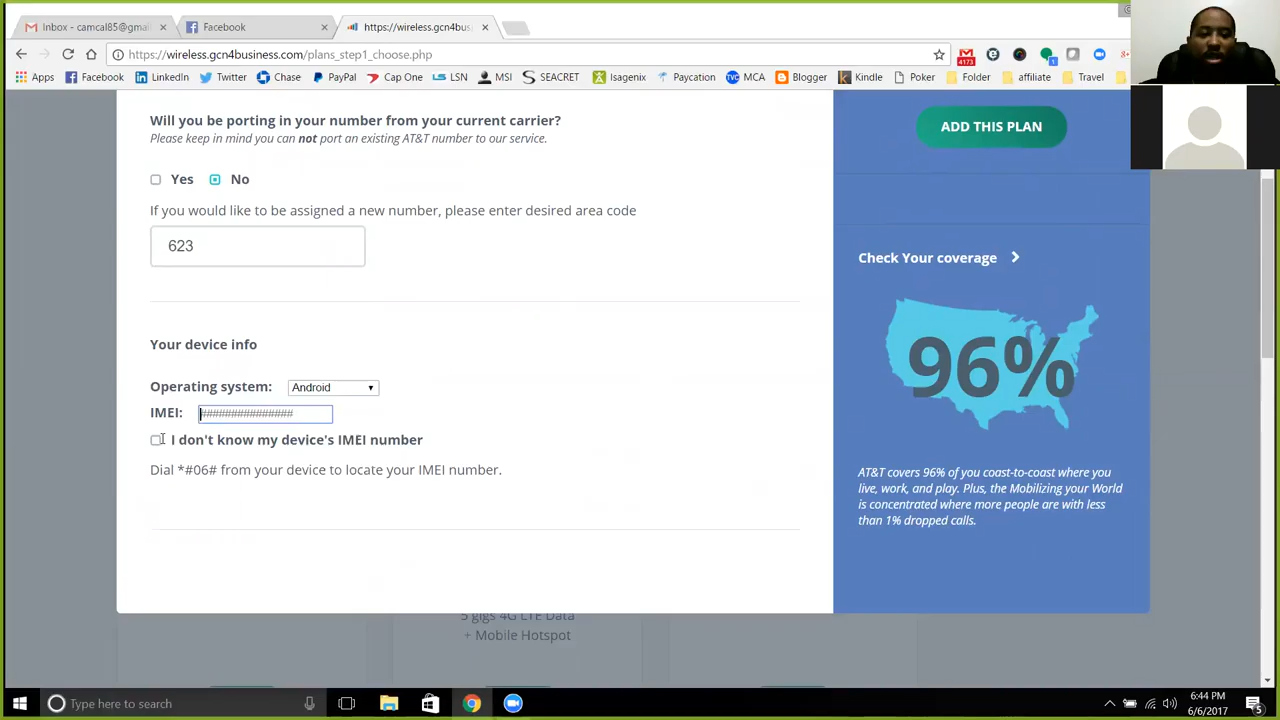 Inbox - camcal85@gmai
Facebook
https://wireless.gcn4bus
https://wireless.gcn4business.com/plans_step1_choose.php
4173
1
Apps
Facebook
LinkedIn
Twitter
Chase
PayPal
Cap One
LSN
MSI
SEACRET
Isagenix
Paycation
TVC MCA
Blogger
Kindle
Poker
Folder
affiliate
Travel
Will you be porting in your number from your current carrier?
Please keep in mind you can not port an existing AT&T number to our service.
Yes
No
If you would like to be assigned a new number, please enter desired area code
623
Your device info
Operating system: Android
IMEI: ###############
I don't know my device's IMEI number
Dial *#06# from your device to locate your IMEI number.
ADD THIS PLAN
Check Your coverage
96%
AT&T covers 96% of you coast-to-coast where you
live, work, and play. Plus, the Mobilizing your World
is concentrated where more people are with less
than 1% dropped calls.
5 gigs 4G LTE Data
+ Mobile Hotspot
Type here to search
6:44 PM
6/6/2017
5